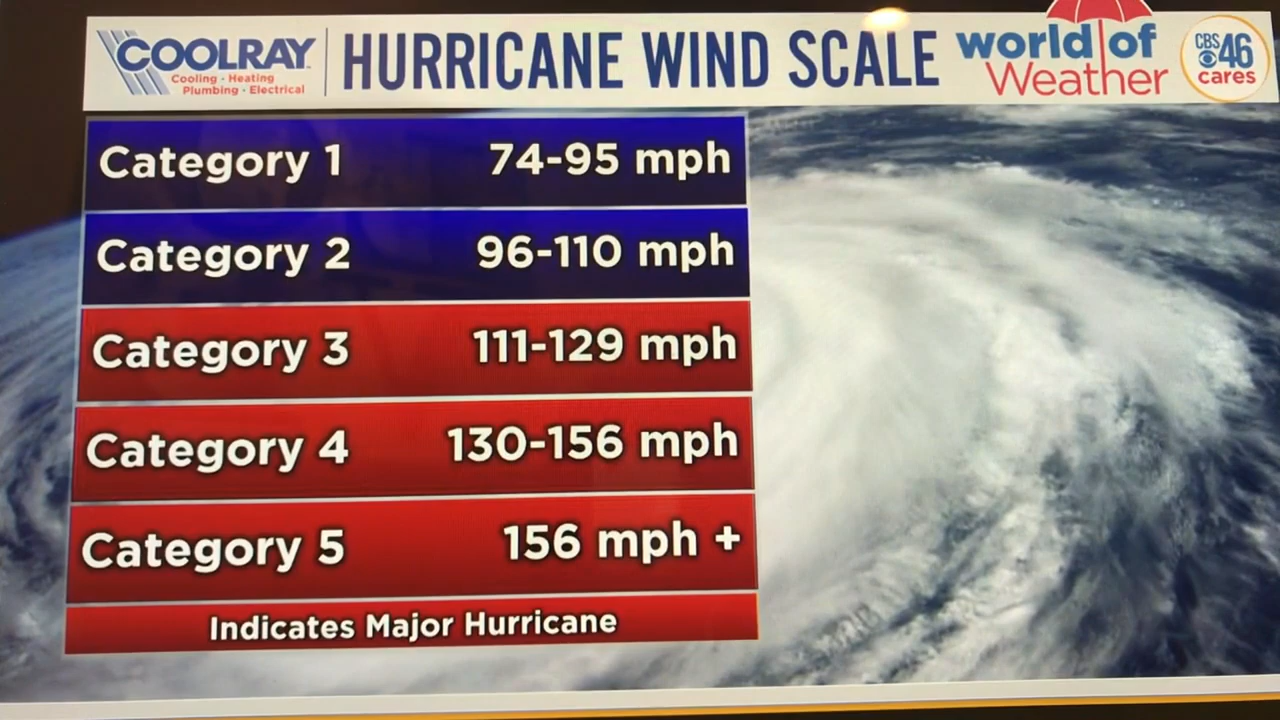 COOLRAY
Cooling · Heating
Plumbing · Electrical
HURRICANE WIND SCALE
world of
Weather
CBS 46
cares
Category 1 74-95 mph
Category 2 96-110 mph
Category 3 111-129 mph
Category 4 130-156 mph
Category 5 156 mph +
Indicates Major Hurricane